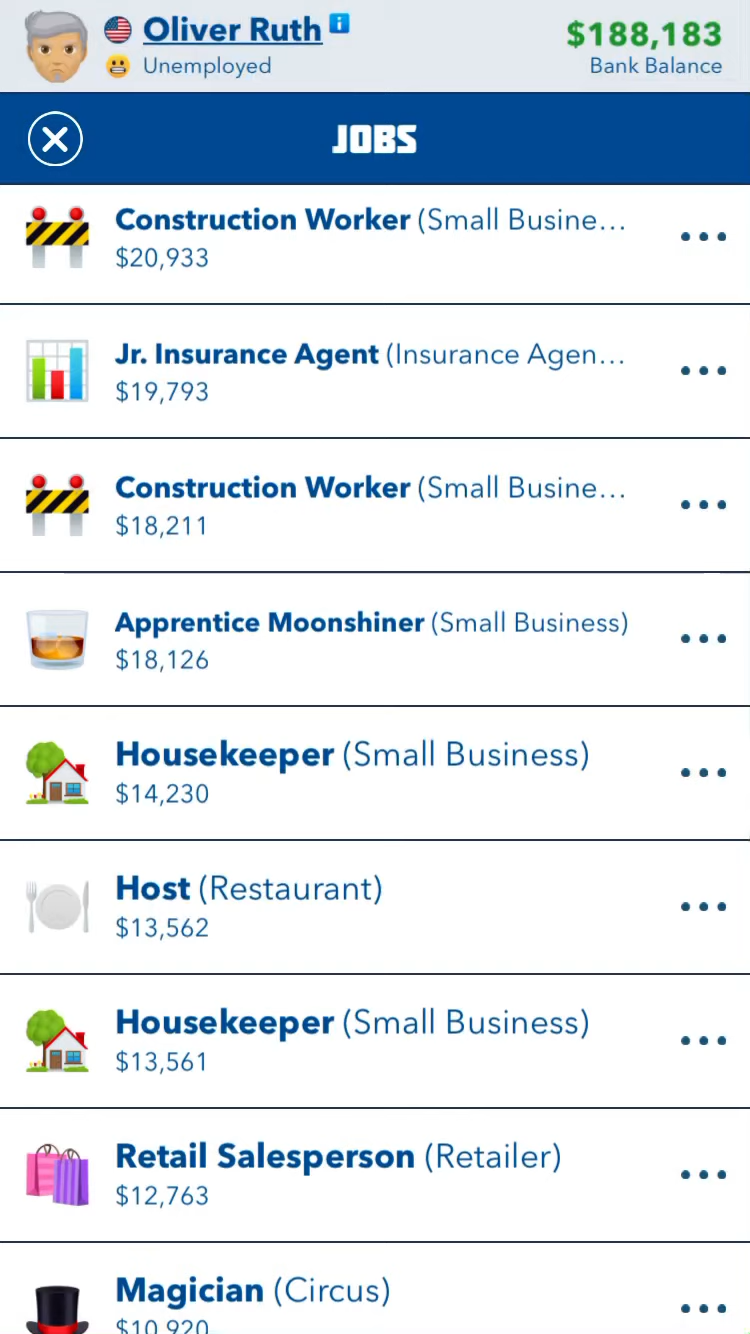 Oliver Ruth i
$188,183
Unemployed
Bank Balance
JOBS
Construction Worker (Small Busine...
$20,933
Jr. Insurance Agent (Insurance Agen...
$19,793
Construction Worker (Small Busine...
$18,211
Apprentice Moonshiner (Small Business)
$18,126
Housekeeper (Small Business)
$14,230
Host (Restaurant)
$13,562
Housekeeper (Small Business)
$13,561
Retail Salesperson (Retailer)
$12,763
Magician (Circus)
$10,920